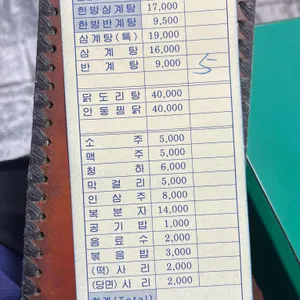 한방삼계탕 17,000
한방반계탕 9,500
삼계탕(특) 19,000
삼계탕 16,000
반계탕 9,000 5
닭도리탕 40,000
안동찜닭 40,000
소주 5,000
맥주 5,000
청하 6,000
막걸리 5,000
인삼주 8,000
복분자 14,000
공기밥 1,000
음료수 2,000
볶음밥 3,000
(떡)사리 2,000
(당면)사리 2,000
합계(Total)